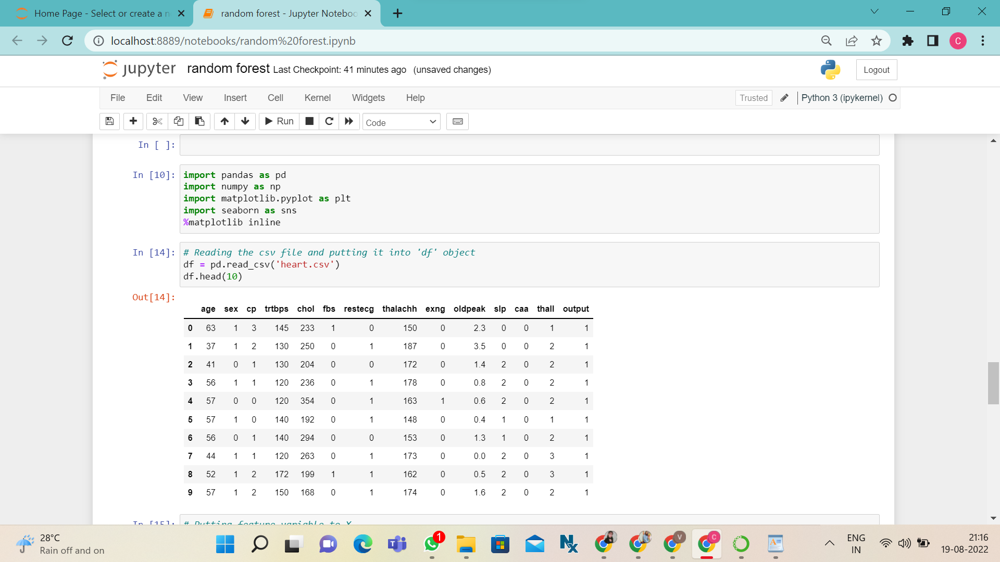 Home Page - Select or create a n
random forest - Jupyter Noteboo
localhost:8889/notebooks/random%20forest.ipynb
C
jupyter random forest Last Checkpoint: 41 minutes ago (unsaved changes)
Logout
File Edit View Insert Cell Kernel Widgets Help
Trusted Python 3 (ipykernel)
Run Code
In [ ]:
In [10]: import pandas as pd
import numpy as np
import matplotlib.pyplot as plt
import seaborn as sns
%matplotlib inline
In [14]: # Reading the csv file and putting it into 'df' object
df = pd.read_csv('heart.csv')
df.head(10)
Out[14]:
age sex cp trtbps chol fbs restecg thalachh exng oldpeak slp caa thall output
0 63 1 3 145 233 1 0 150 0 2.3 0 0 1 1
1 37 1 2 130 250 0 1 187 0 3.5 0 0 2 1
2 41 0 1 130 204 0 0 172 0 1.4 2 0 2 1
3 56 1 1 120 236 0 1 178 0 0.8 2 0 2 1
4 57 0 0 120 354 0 1 163 1 0.6 2 0 2 1
5 57 1 0 140 192 0 1 148 0 0.4 1 0 1 1
6 56 0 1 140 294 0 0 153 0 1.3 1 0 2 1
7 44 1 1 120 263 0 1 173 0 0.0 2 0 3 1
8 52 1 2 172 199 1 1 162 0 0.5 2 0 3 1
9 57 1 2 150 168 0 1 174 0 1.6 2 0 2 1
In [15]: # Putting feature variable to X
28°C
Rain off and on
1
V
C
ENG
IN
21:16
19-08-2022